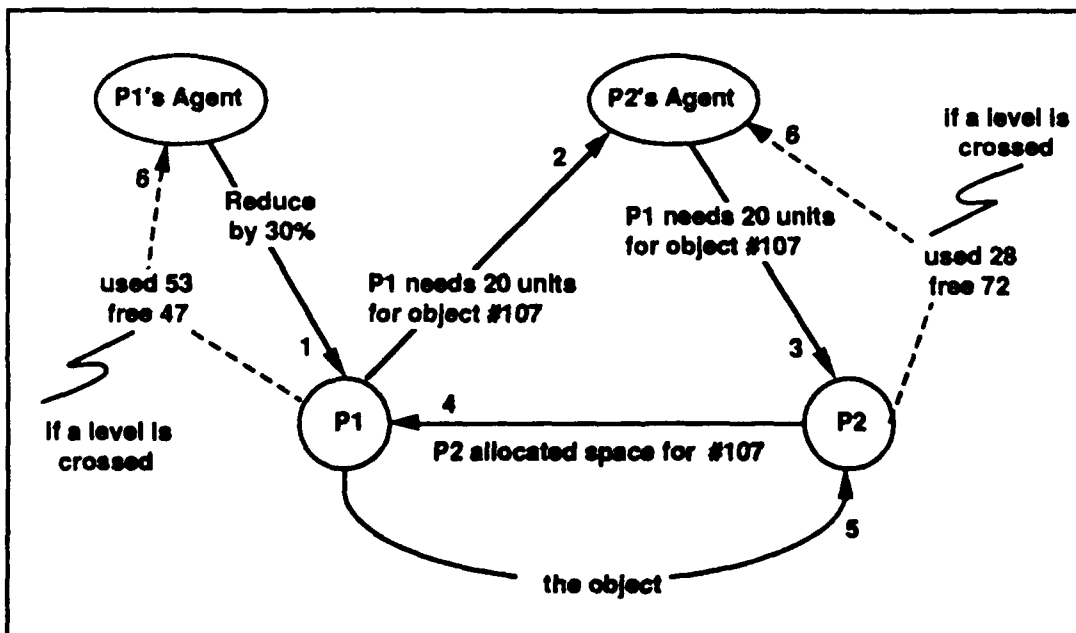 P1's Agent
P2's Agent
if a level is
crossed
6
2
6
Reduce
by 30%
P1 needs 20 units
for object #107
used 53
free 47
P1 needs 20 units
for object #107
used 28
free 72
1
3
4
P1
P2
if a level is
crossed
P2 allocated space for #107
5
the object